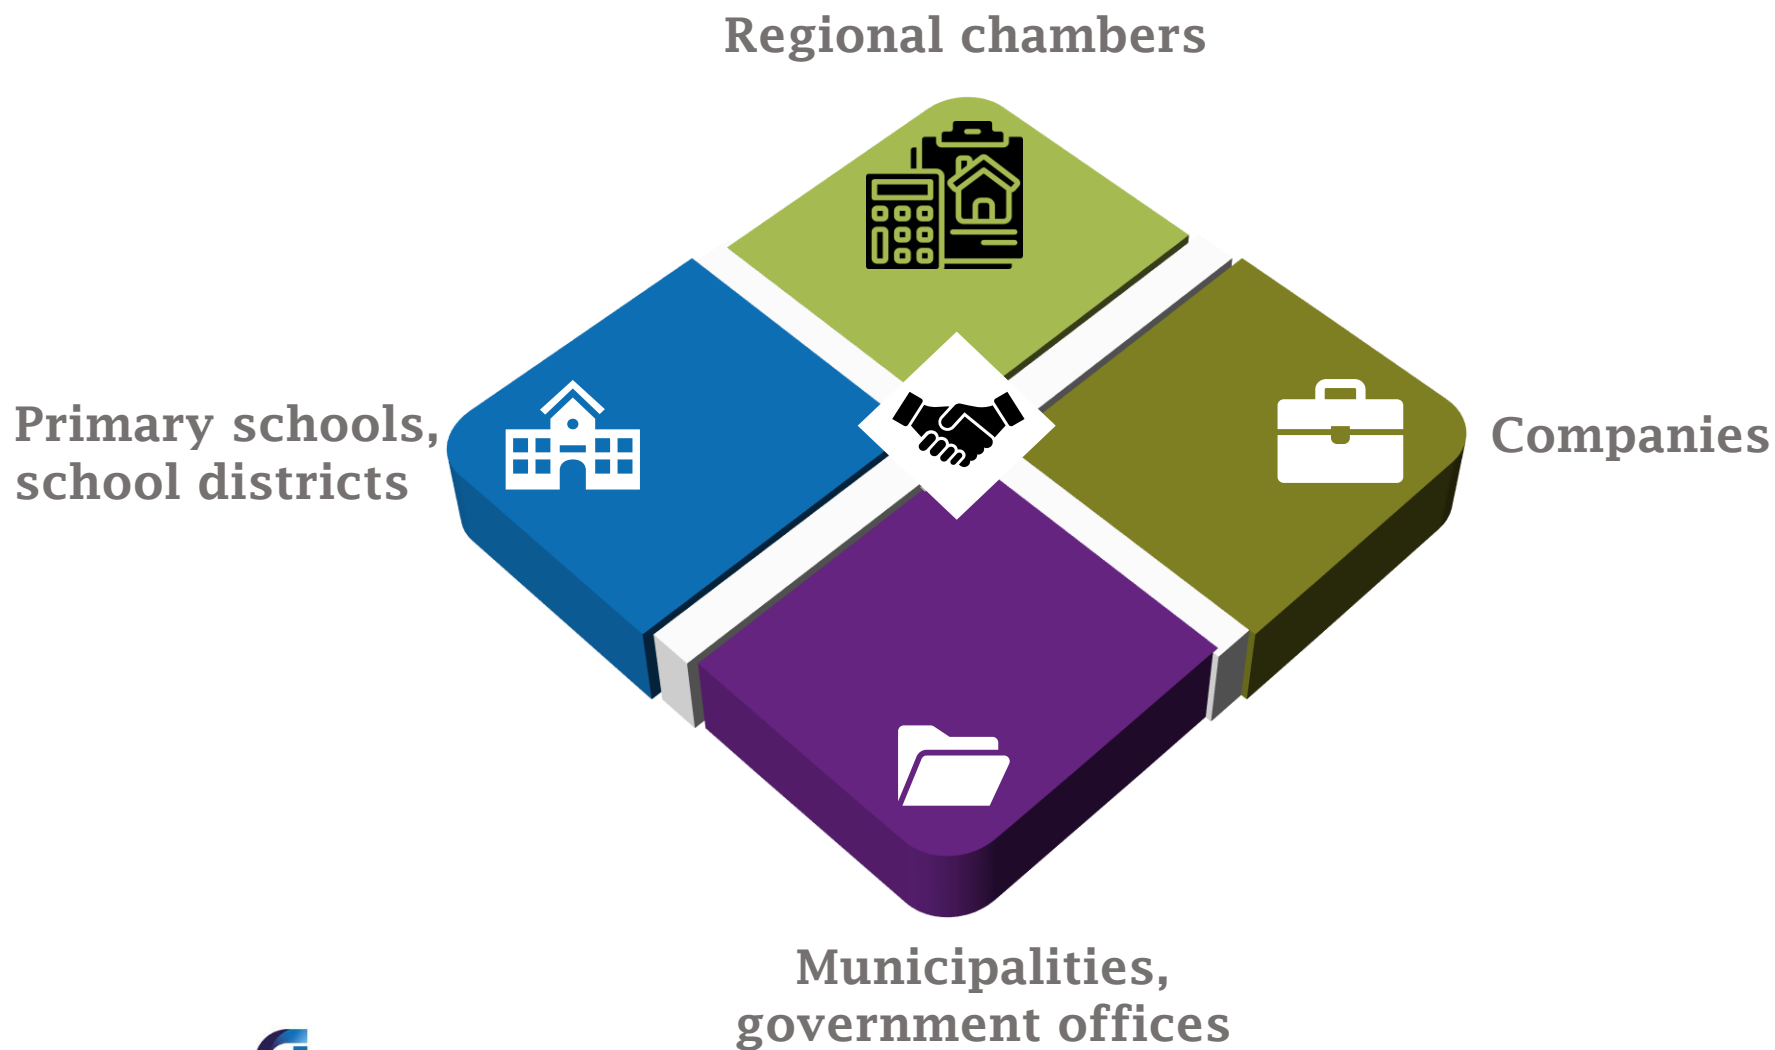 Regional chambers
Primary schools,
school districts
Companies
Municipalities,
government offices